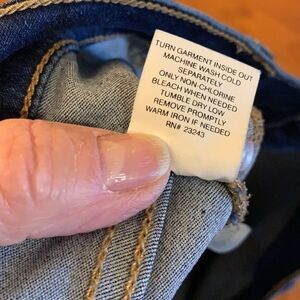 TURN GARMENT INSIDE OUT
MACHINE WASH COLD
SEPARATELY
ONLY NON-CHLORINE
BLEACH WHEN NEEDED
TUMBLE DRY LOW
REMOVE PROMPTLY
WARM IRON IF NEEDED
RN# 23243